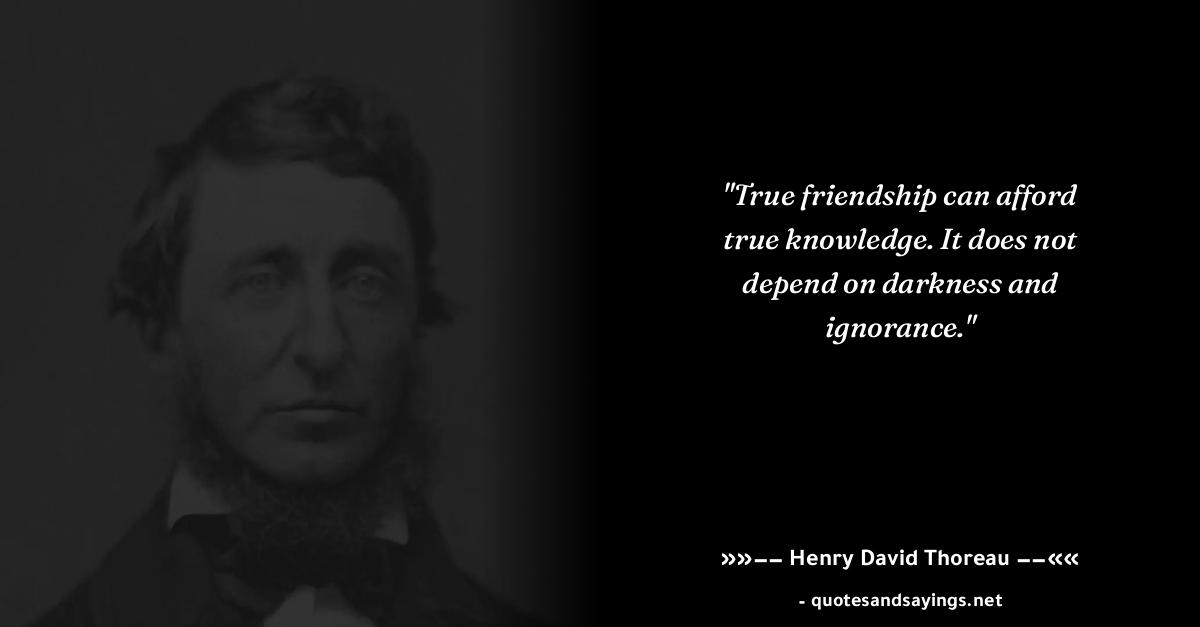 "True friendship can afford
true knowledge. It does not
depend on darkness and
ignorance."
»»−− Henry David Thoreau −−««
- quotesandsayings.net